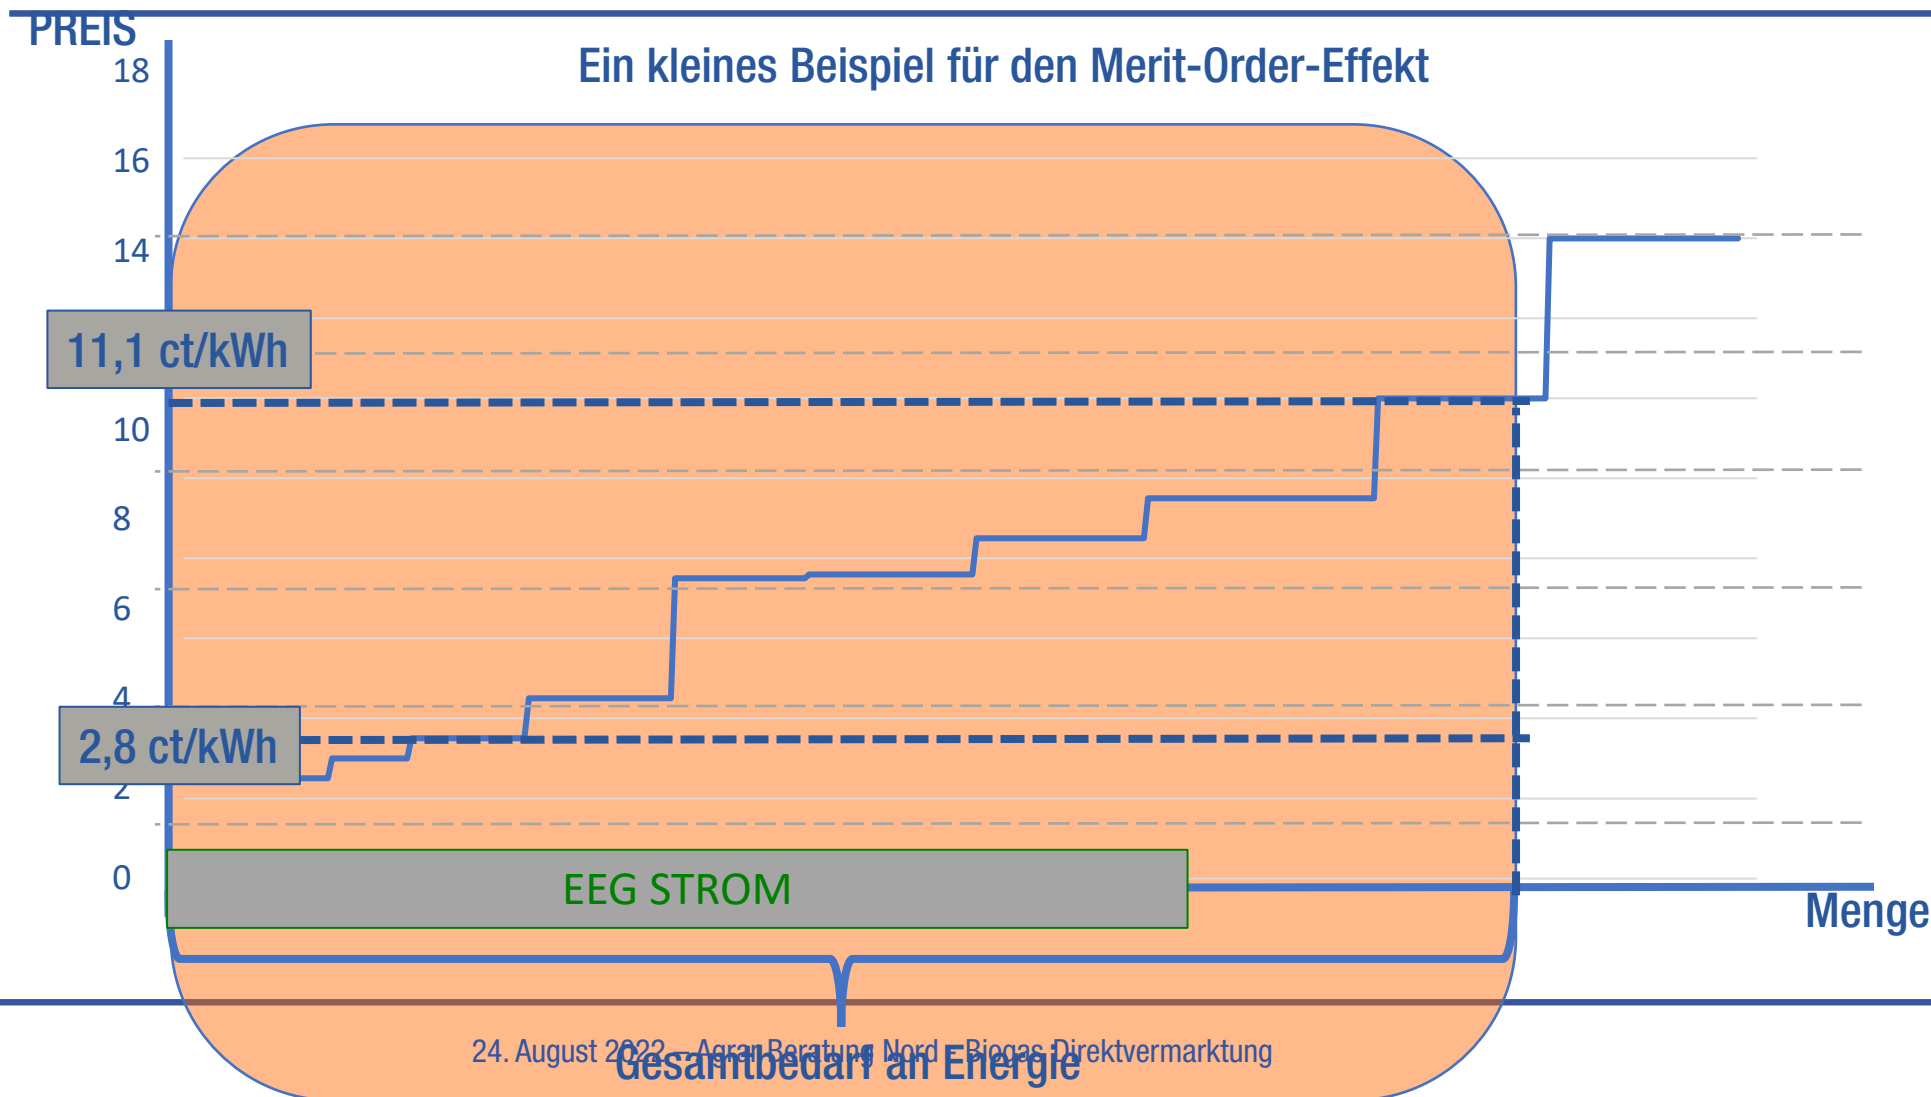 PREIS
Ein kleines Beispiel für den Merit-Order-Effekt
18
16
14
11,1 ct/kWh
10
8
6
4
2,8 ct/kWh
2
0
EEG STROM
Menge
24. August 2022 – Agrar Beratung Nord - Biogas Direktvermarktung
Gesamtbedarf an Energie